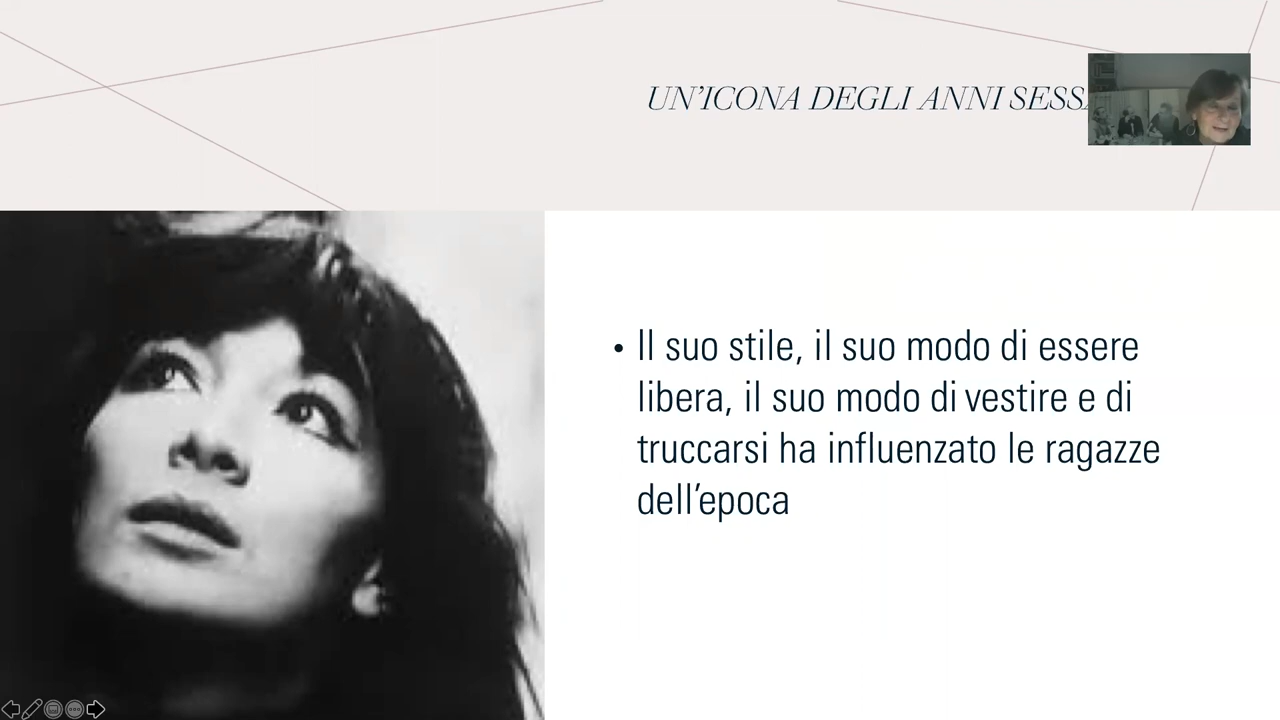 UN'ICONA DEGLI ANNI
Il suo stile, il suo modo di essere
libera, il suo modo di vestire e di
truccarsi ha influenzato le ragazze
dell'epoca